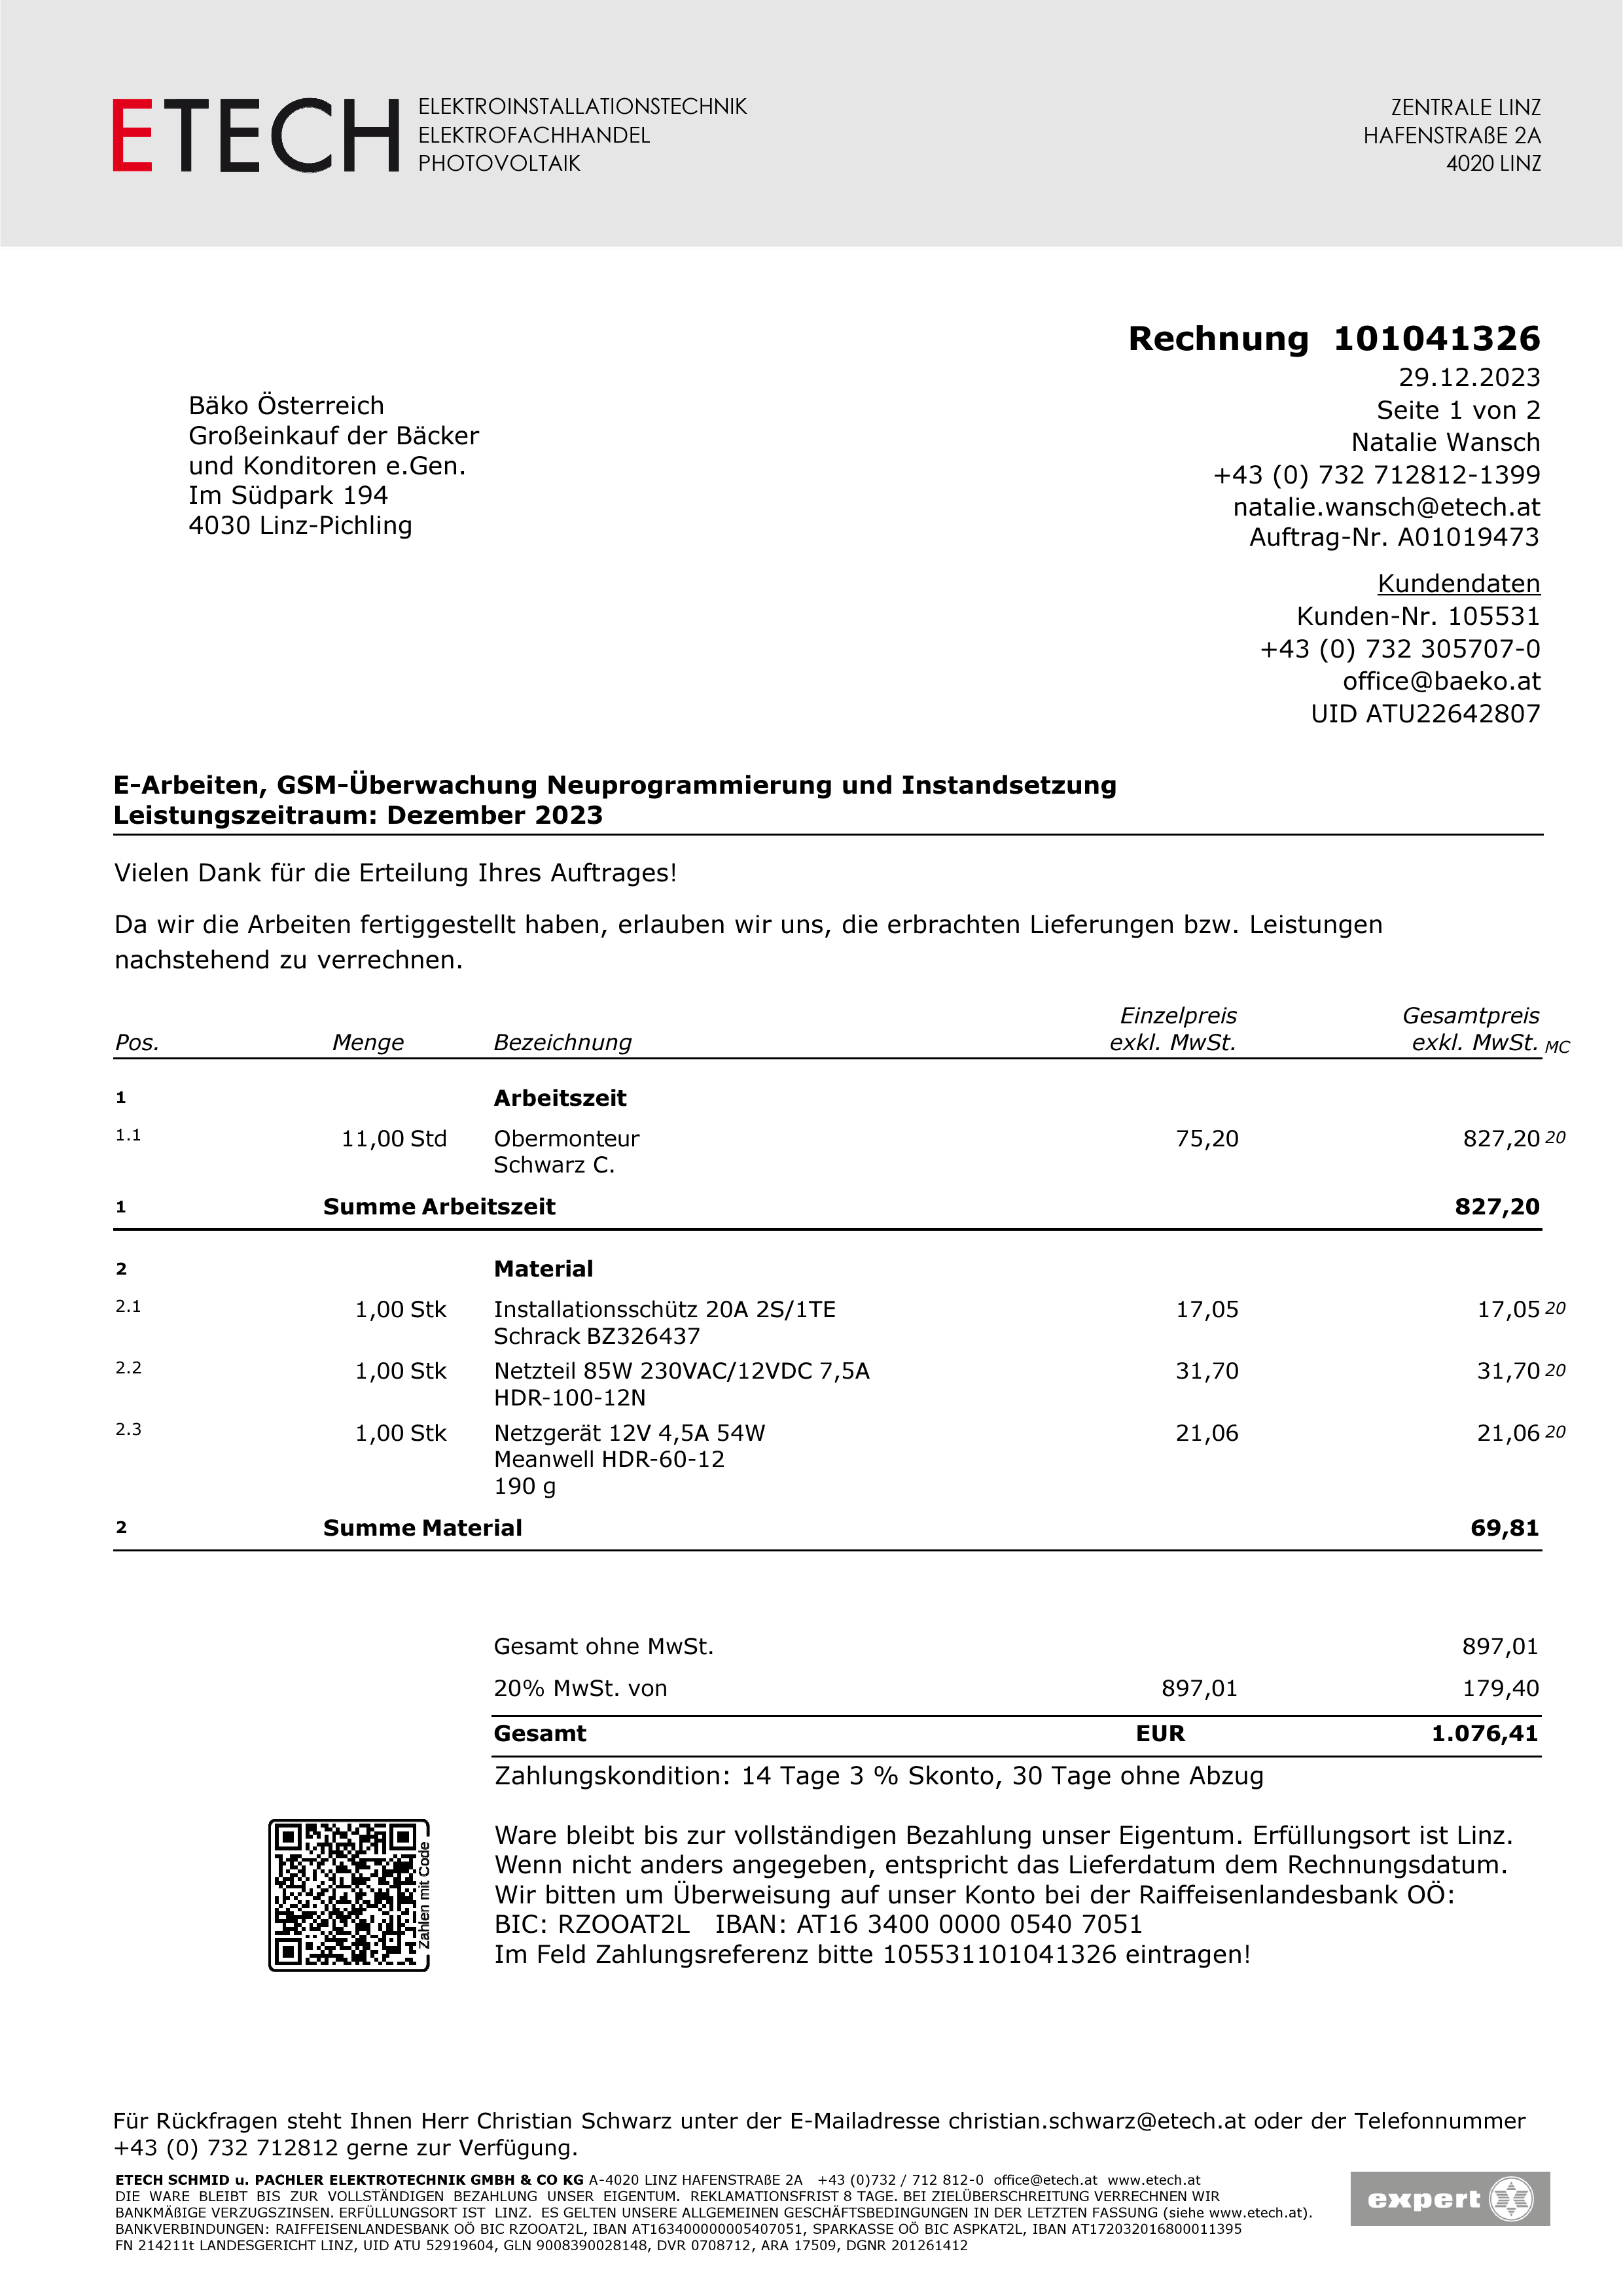 ETECH
ELEKTROINSTALLATIONSTECHNIK
ELEKTROFACHHANDEL
PHOTOVOLTAIK
ZENTRALE LINZ
HAFENSTRAßE 2A
4020 LINZ
Rechnung 101041326
29.12.2023
Seite 1 von 2
Natalie Wansch
+43 (0) 732 712812-1399
natalie.wansch@etech.at
Auftrag-Nr. A01019473
Bäko Österreich
Großeinkauf der Bäcker
und Konditoren e.Gen.
Im Südpark 194
4030 Linz-Pichling
Kundendaten
Kunden-Nr. 105531
+43 (0) 732 305707-0
office@baeko.at
UID ATU22642807
E-Arbeiten, GSM-Überwachung Neuprogrammierung und Instandsetzung
Leistungszeitraum: Dezember 2023
Vielen Dank für die Erteilung Ihres Auftrages!
Da wir die Arbeiten fertiggestellt haben, erlauben wir uns, die erbrachten Lieferungen bzw. Leistungen
nachstehend zu verrechnen.
Einzelpreis Gesamtpreis
Pos. Menge Bezeichnung exkl. MwSt. exkl. MwSt. MC
1 Arbeitszeit
1.1 11,00 Std Obermonteur 75,20 827,20 20
Schwarz C.
1 Summe Arbeitszeit 827,20
2 Material
2.1 1,00 Stk Installationsschütz 20A 2S/1TE 17,05 17,05 20
Schrack BZ326437
2.2 1,00 Stk Netzteil 85W 230VAC/12VDC 7,5A 31,70 31,70 20
HDR-100-12N
2.3 1,00 Stk Netzgerät 12V 4,5A 54W 21,06 21,06 20
Meanwell HDR-60-12
190 g
2 Summe Material 69,81
Gesamt ohne MwSt. 897,01
20% MwSt. von 897,01 179,40
Gesamt EUR 1.076,41
Zahlungskondition: 14 Tage 3 % Skonto, 30 Tage ohne Abzug
Zahlen mit Code
Ware bleibt bis zur vollständigen Bezahlung unser Eigentum. Erfüllungsort ist Linz.
Wenn nicht anders angegeben, entspricht das Lieferdatum dem Rechnungsdatum.
Wir bitten um Überweisung auf unser Konto bei der Raiffeisenlandesbank OÖ:
BIC: RZOOAT2L IBAN: AT16 3400 0000 0540 7051
Im Feld Zahlungsreferenz bitte 105531101041326 eintragen!
Für Rückfragen steht Ihnen Herr Christian Schwarz unter der E-Mailadresse christian.schwarz@etech.at oder der Telefonnummer
+43 (0) 732 712812 gerne zur Verfügung.
ETECH SCHMID u. PACHLER ELEKTROTECHNIK GMBH & CO KG A-4020 LINZ HAFENSTRAßE 2A +43 (0)732 / 712 812-0 office@etech.at www.etech.at
DIE WARE BLEIBT BIS ZUR VOLLSTÄNDIGEN BEZAHLUNG UNSER EIGENTUM. REKLAMATIONSFRIST 8 TAGE. BEI ZIELÜBERSCHREITUNG VERRECHNEN WIR
BANKMÄßIGE VERZUGSZINSEN. ERFÜLLUNGSORT IST LINZ. ES GELTEN UNSERE ALLGEMEINEN GESCHÄFTSBEDINGUNGEN IN DER LETZTEN FASSUNG (siehe www.etech.at).
BANKVERBINDUNGEN: RAIFFEISENLANDESBANK OÖ BIC RZOOAT2L, IBAN AT163400000005407051, SPARKASSE OÖ BIC ASPKAT2L, IBAN AT172032016800011395
FN 214211t LANDESGERICHT LINZ, UID ATU 52919604, GLN 9008390028148, DVR 0708712, ARA 17509, DGNR 201261412
expert